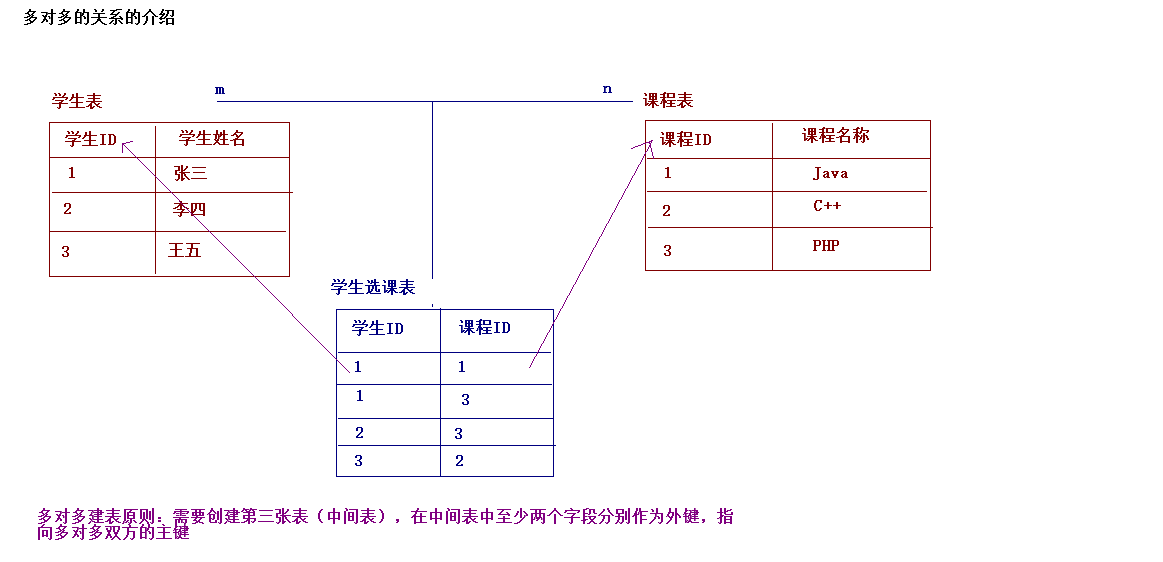 多对多的关系的介绍
m n
学生表 课程表
学生ID 学生姓名 课程ID 课程名称
1 张三 1 Java
2 李四 2 C++
3 王五 3 PHP
学生选课表
学生ID 课程ID
1 1
1 3
2 3
3 2
多对多建表原则：需要创建第三张表（中间表），在中间表中至少两个字段分别作为外键，指
向多对多双方的主键